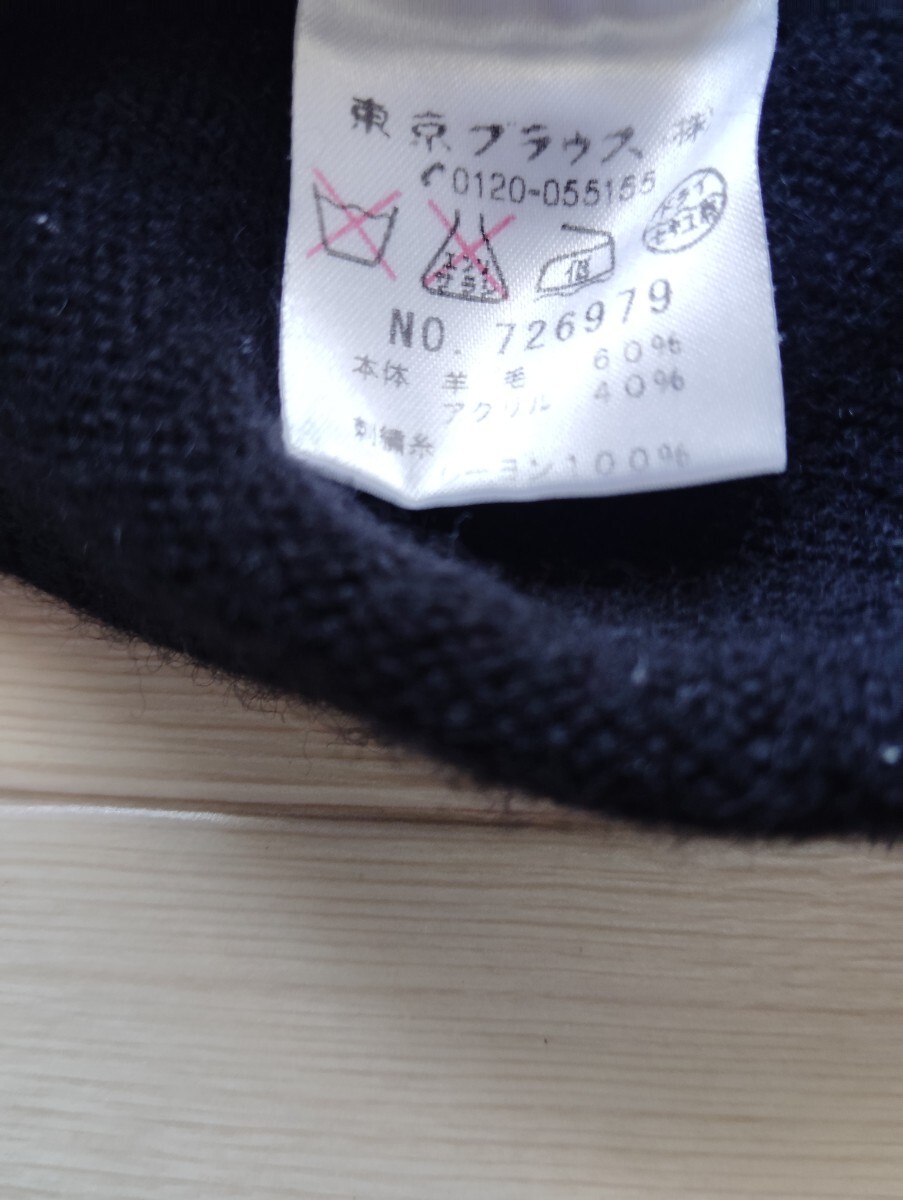 東京ブラウス㈱
0120-055155
エンソ
サラシ
低
ドライ
セキユ系
NO. 726979
本体 羊毛 60%
アクリル 40%
刺繍糸
レーヨン100%